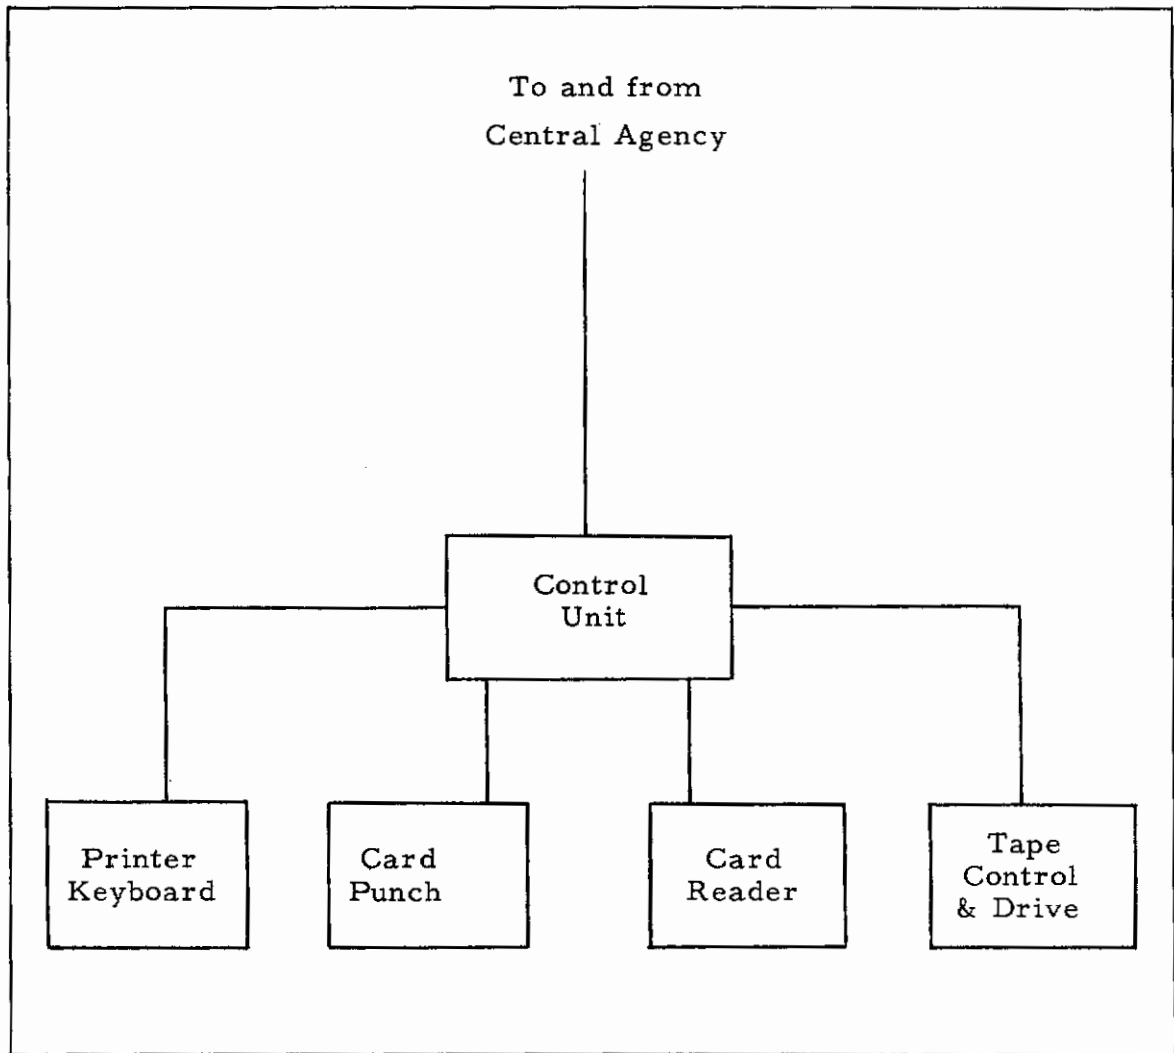 To and from
Central Agency
Control
Unit
Printer
Keyboard
Card
Punch
Card
Reader
Tape
Control
& Drive